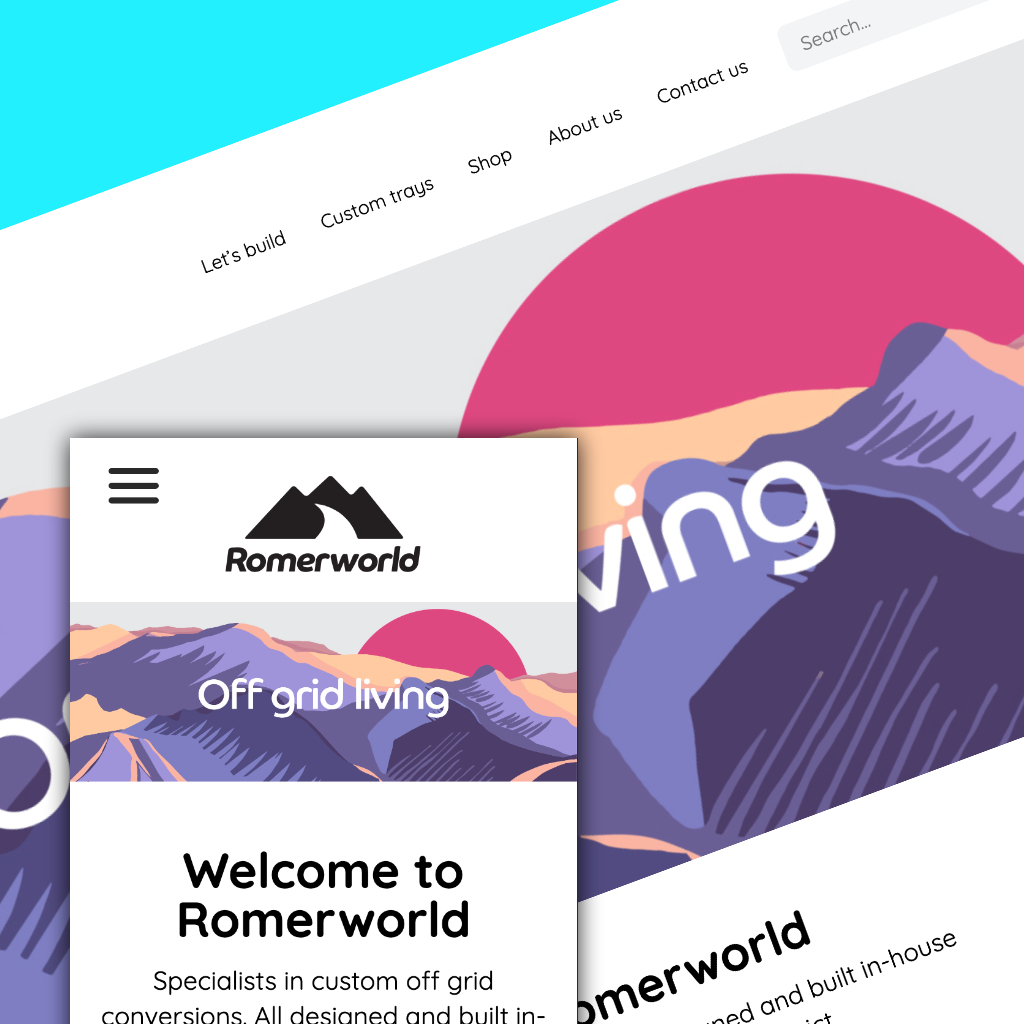 Search...
Let's build Custom trays Shop About us Contact us
ving
O
Romerworld
Off grid living
Welcome to
Romerworld
Specialists in custom off grid
conversions. All designed and built in-
omerworld
ned and built in-house